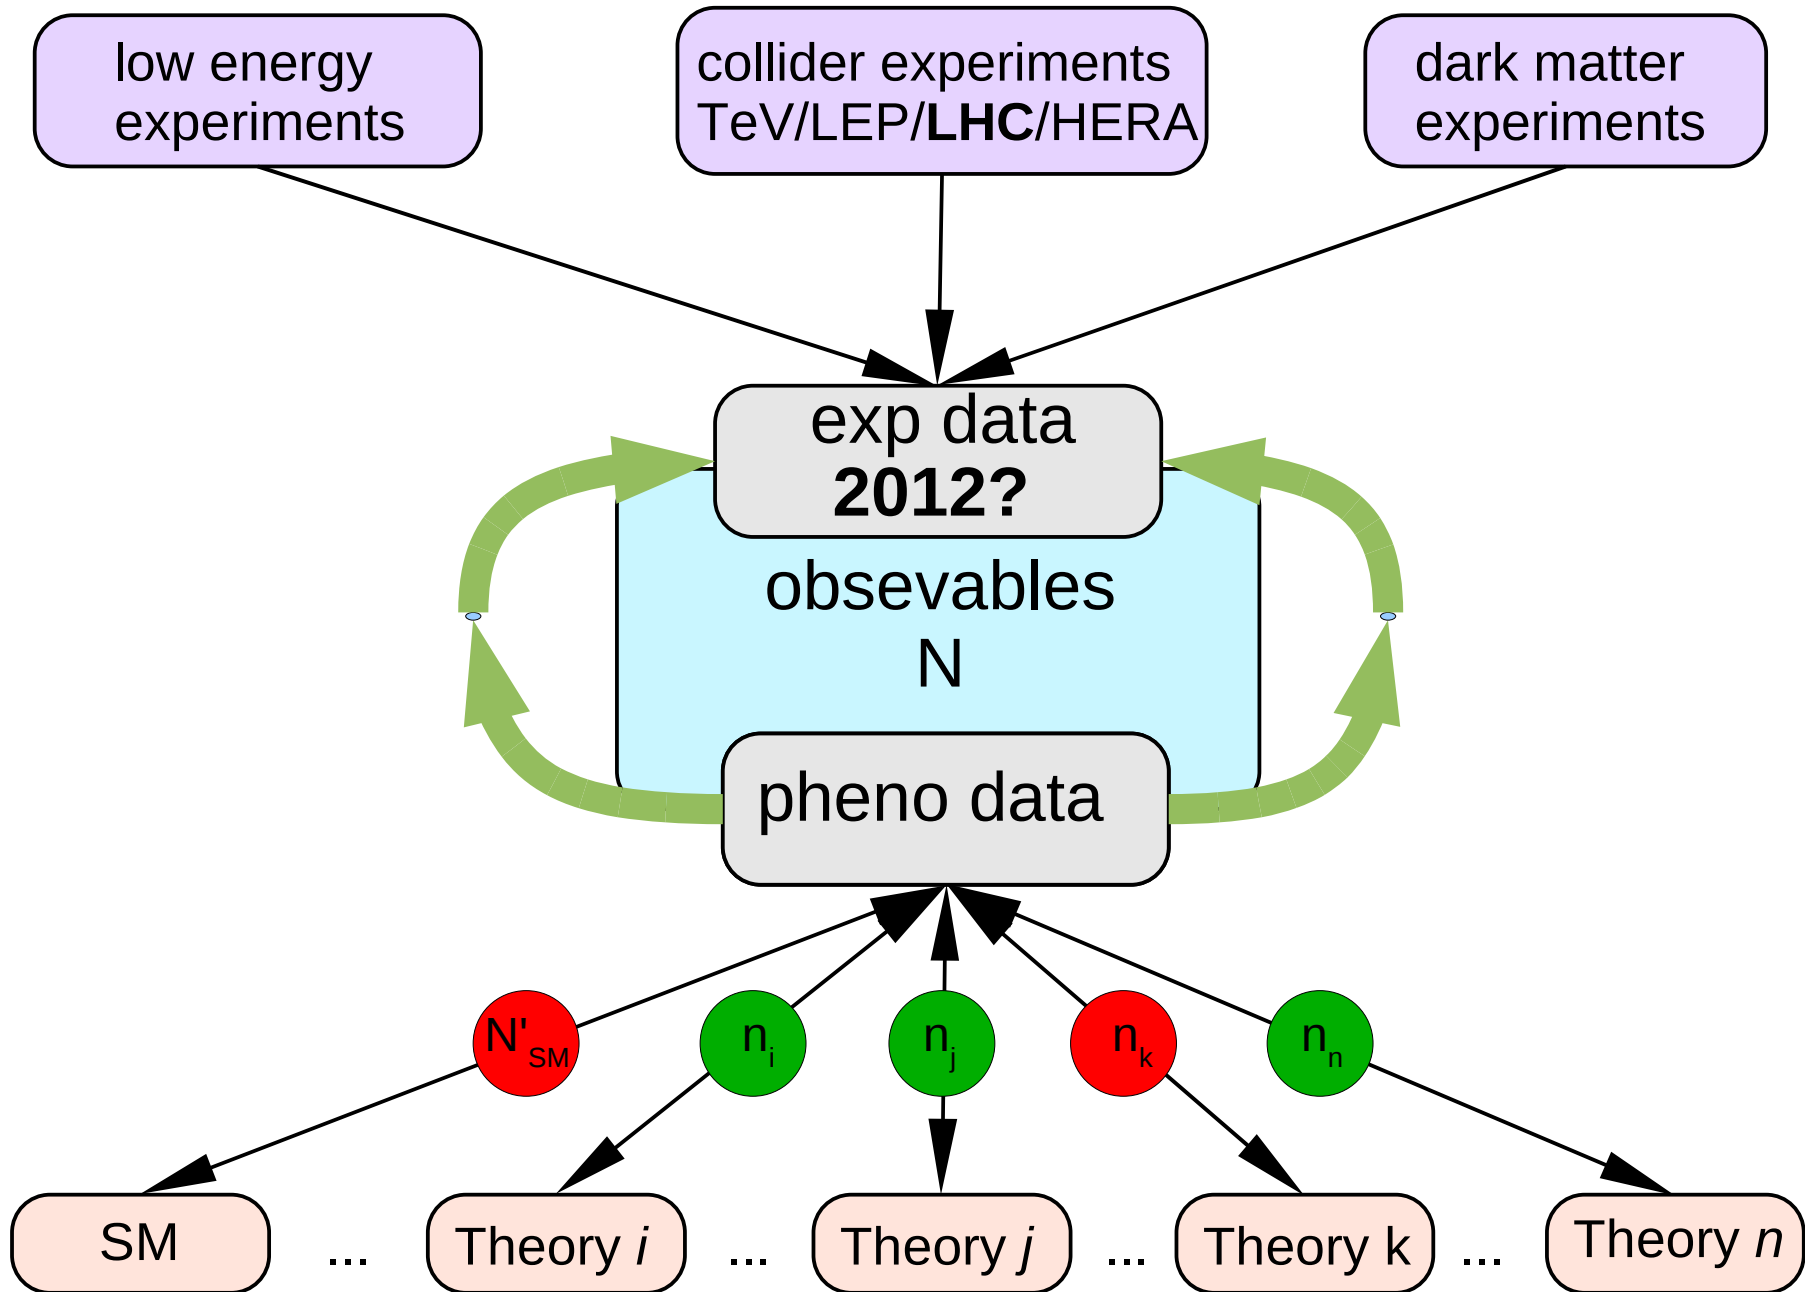 low energy
experiments
collider experiments
TeV/LEP/LHC/HERA
dark matter
experiments
exp data
2012?
obsevables
N
pheno data
N'SM
ni
nj
nk
nn
SM
...
Theory i
...
Theory j
...
Theory k
...
Theory n